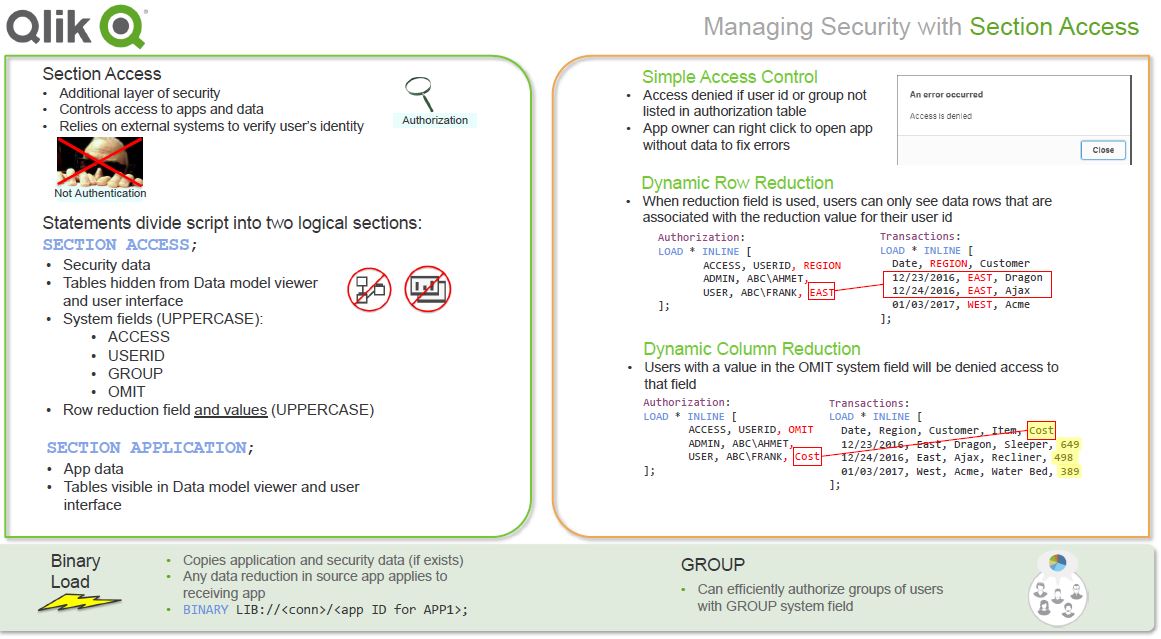 Qlik
Managing Security with Section Access
Section Access
• Additional layer of security
• Controls access to apps and data
• Relies on external systems to verify user's identity
Authorization
Not Authentication
Statements divide script into two logical sections:
SECTION ACCESS;
• Security data
• Tables hidden from Data model viewer
and user interface
• System fields (UPPERCASE):
• ACCESS
• USERID
• GROUP
• OMIT
• Row reduction field and values (UPPERCASE)
SECTION APPLICATION;
• App data
• Tables visible in Data model viewer and user
interface
Simple Access Control
• Access denied if user id or group not
listed in authorization table
• App owner can right click to open app
without data to fix errors
An error occurred
Access is denied
Close
Dynamic Row Reduction
• When reduction field is used, users can only see data rows that are
associated with the reduction value for their user id
Authorization:
LOAD * INLINE [
ACCESS, USERID, REGION
ADMIN, ABC\AHMET,
USER, ABC\FRANK, EAST
];
Transactions:
LOAD * INLINE [
Date, REGION, Customer
12/23/2016, EAST, Dragon
12/24/2016, EAST, Ajax
01/03/2017, WEST, Acme
];
Dynamic Column Reduction
• Users with a value in the OMIT system field will be denied access to
that field
Authorization:
LOAD * INLINE [
ACCESS, USERID, OMIT
ADMIN, ABC\AHMET,
USER, ABC\FRANK, Cost
];
Transactions:
LOAD * INLINE [
Date, Region, Customer, Item, Cost
12/23/2016, East, Dragon, Sleeper, 649
12/24/2016, East, Ajax, Recliner, 498
01/03/2017, West, Acme, Water Bed, 389
];
Binary
Load
• Copies application and security data (if exists)
• Any data reduction in source app applies to
receiving app
• BINARY LIB://<conn>/<app ID for APP1>;
GROUP
• Can efficiently authorize groups of users
with GROUP system field